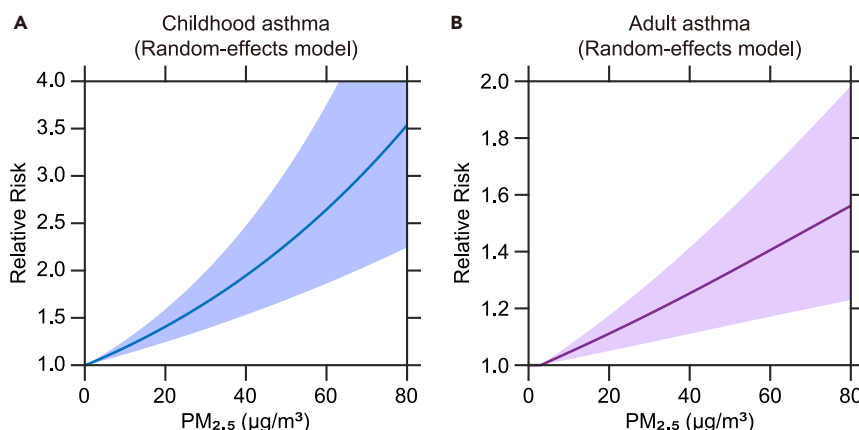 A
Childhood asthma
(Random-effects model)
Relative Risk
4.0
3.5
3.0
2.5
2.0
1.5
1.0
0 20 40 60 80
PM₂.₅ (µg/m³)
B
Adult asthma
(Random-effects model)
Relative Risk
2.0
1.8
1.6
1.4
1.2
1.0
0 20 40 60 80
PM₂.₅ (µg/m³)